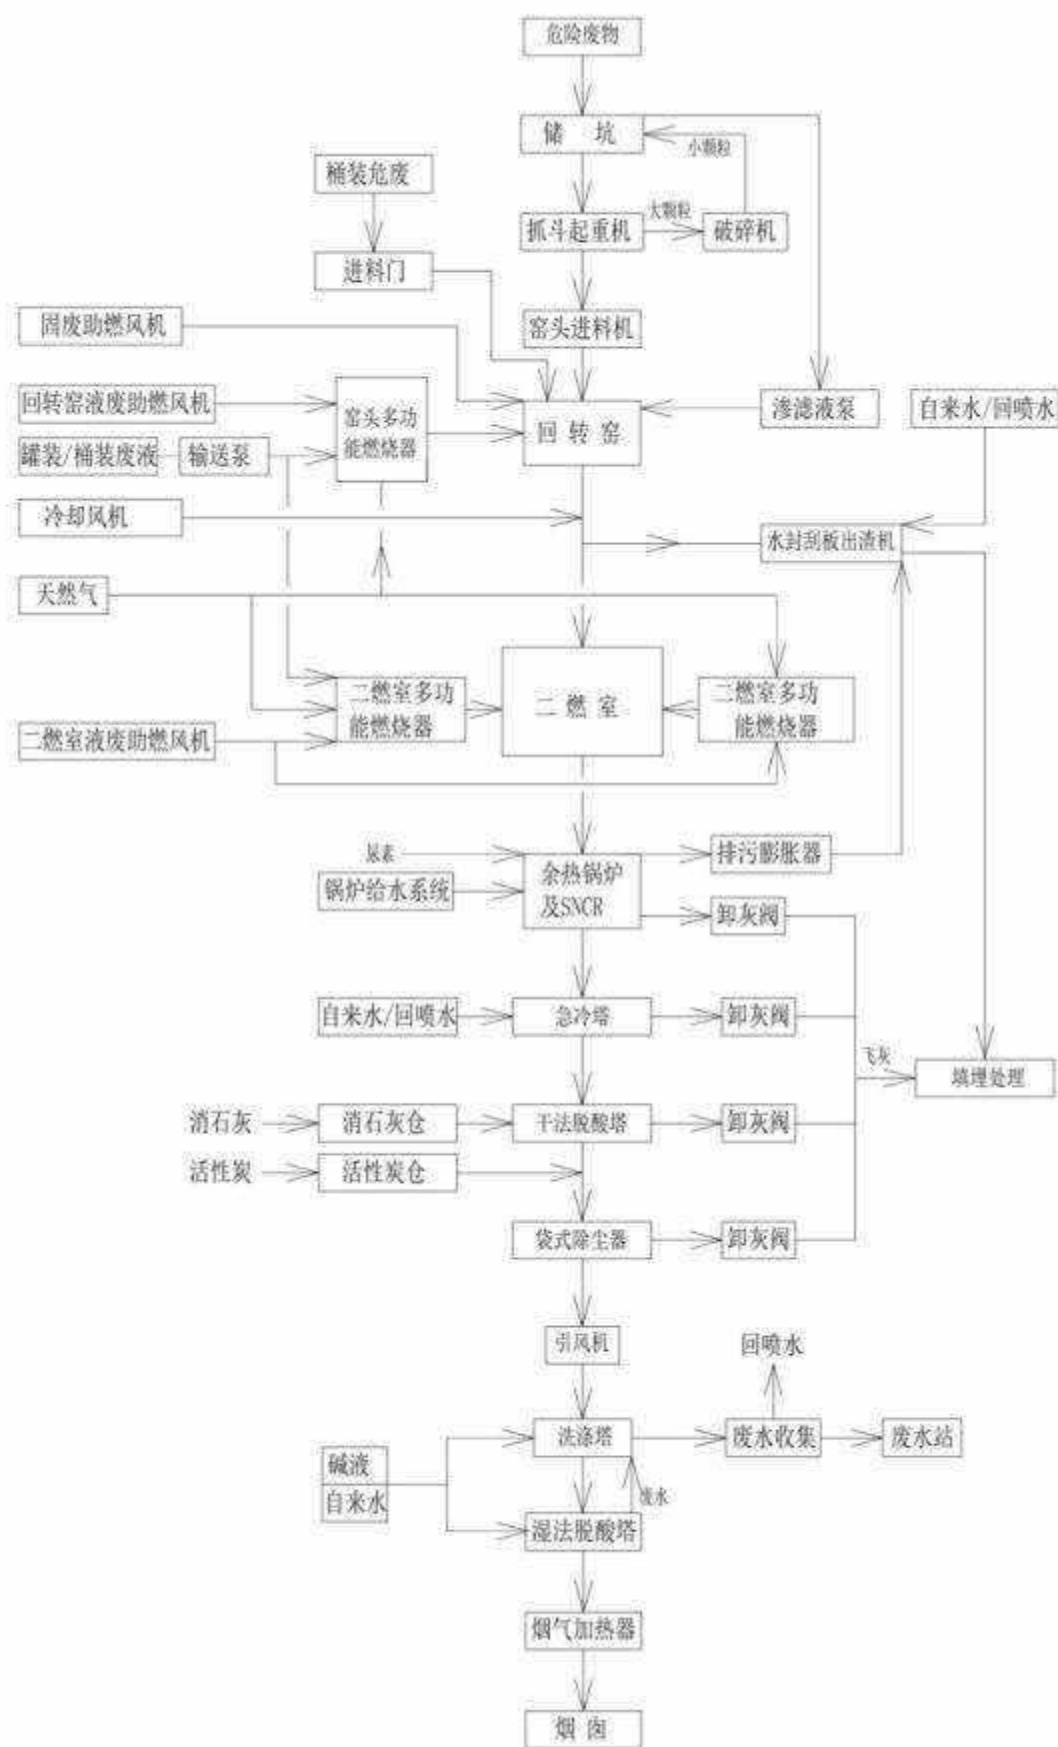 危险废物
储 坑
小颗粒
桶装危废
抓斗起重机
大颗粒
破碎机
进料门
固废助燃风机
窑头进料机
回转窑液废助燃风机
窑头多功
能燃烧器
回 转 窑
渗滤液泵
自来水/回喷水
罐装/桶装废液
输送泵
冷却风机
水封刮板出渣机
天然气
二燃室多功
能燃烧器
二 燃 室
二燃室多功
能燃烧器
二燃室液废助燃风机
尿素
余热锅炉
及SNCR
排污膨胀器
锅炉给水系统
卸灰阀
自来水/回喷水
急冷塔
卸灰阀
飞灰
填埋处理
消石灰
消石灰仓
干法脱酸塔
卸灰阀
活性炭
活性炭仓
袋式除尘器
卸灰阀
引风机
回喷水
洗涤塔
废水收集
废水站
碱液
自来水
废水
湿法脱酸塔
烟气加热器
烟 囱